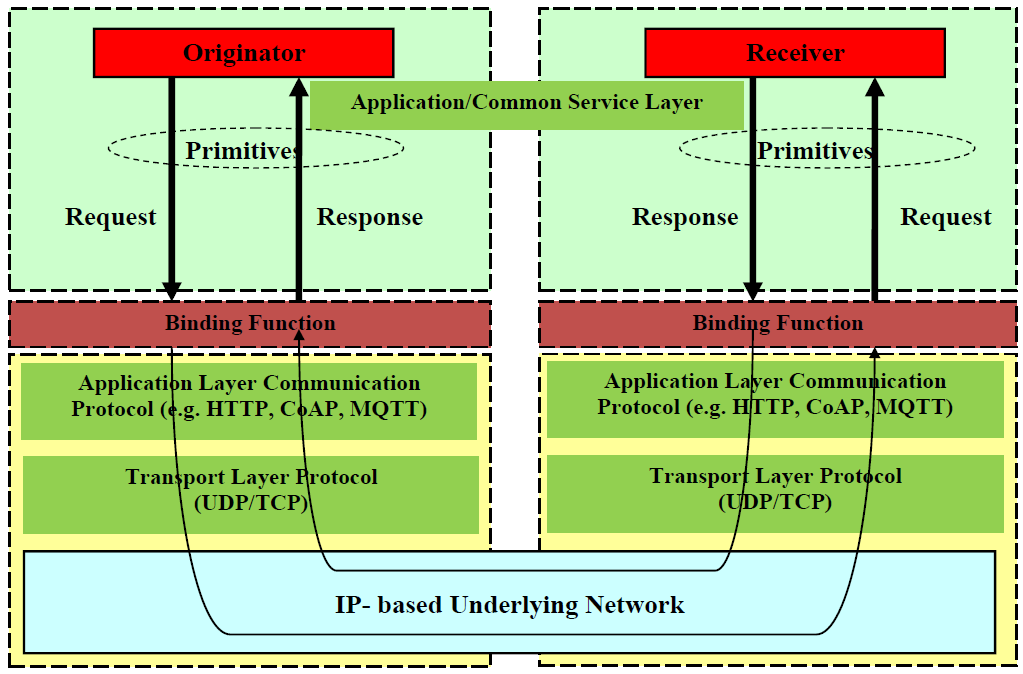 Originator
Receiver
Application/Common Service Layer
Primitives
Primitives
Request
Response
Response
Request
Binding Function
Binding Function
Application Layer Communication
Protocol (e.g. HTTP, CoAP, MQTT)
Application Layer Communication
Protocol (e.g. HTTP, CoAP, MQTT)
Transport Layer Protocol
(UDP/TCP)
Transport Layer Protocol
(UDP/TCP)
IP- based Underlying Network